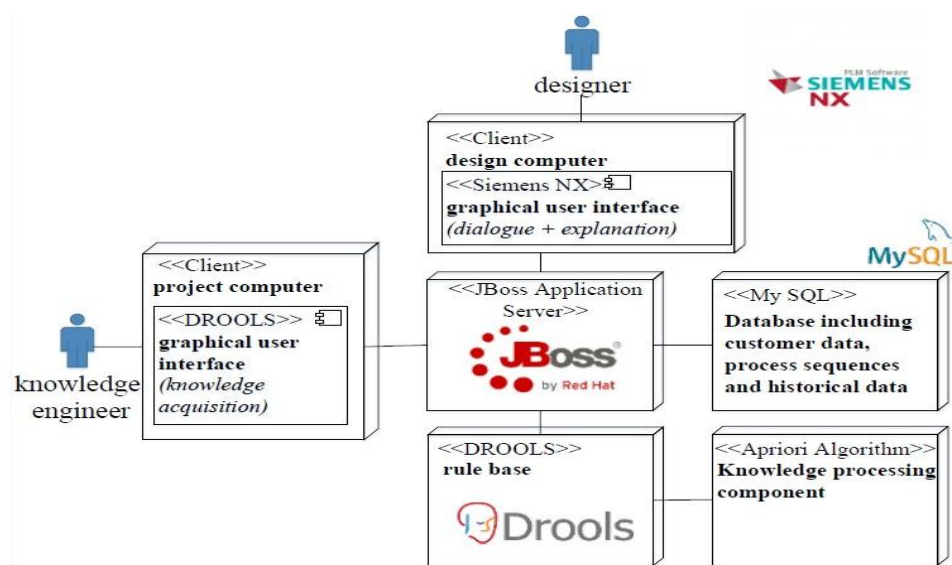 designer
PLM Software
SIEMENS
NX
<<Client>>
design computer
<<Siemens NX>
graphical user interface
(dialogue + explanation)
MySQL
<<Client>>
project computer
<<DROOLS>>
graphical user
interface
(knowledge
acquisition)
knowledge
engineer
<<JBoss Application
Server>>
JBoss®
by Red Hat
<<My SQL>>
Database including
customer data,
process sequences
and historical data
<<DROOLS>>
rule base
Drools
<<Apriori Algorithm>>
Knowledge processing
component